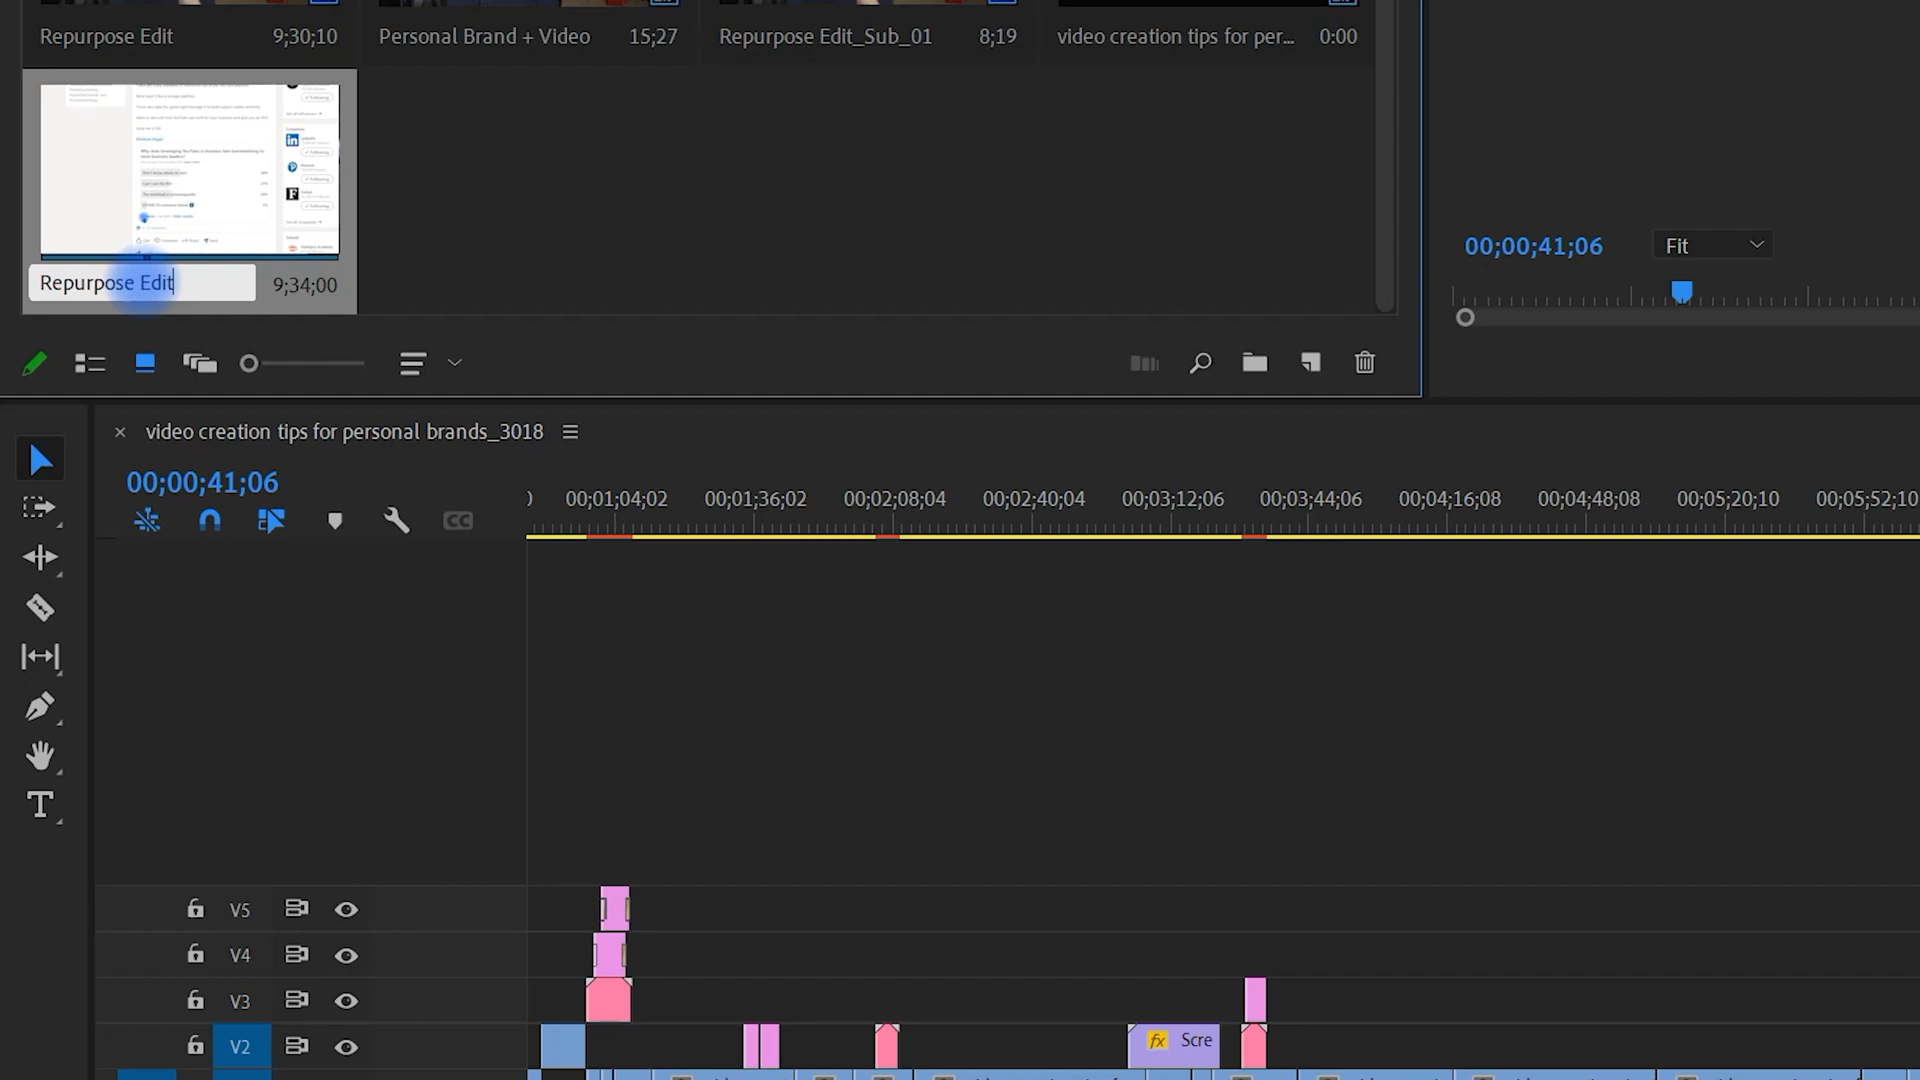 Repurpose Edit 9;30;10 Personal Brand + Video 15;27 Repurpose Edit_Sub_01 8;19 video creation tips for per... 0:00
Repurpose Edit 9;34;00
00;00;41;06 Fit
video creation tips for personal brands_3018
00;00;41;06
00;01;04;02 00;01;36;02 00;02;08;04 00;02;40;04 00;03;12;06 00;03;44;06 00;04;16;08 00;04;48;08 00;05;20;10 00;05;52;10
V5
V4
V3
V2 fx Scre